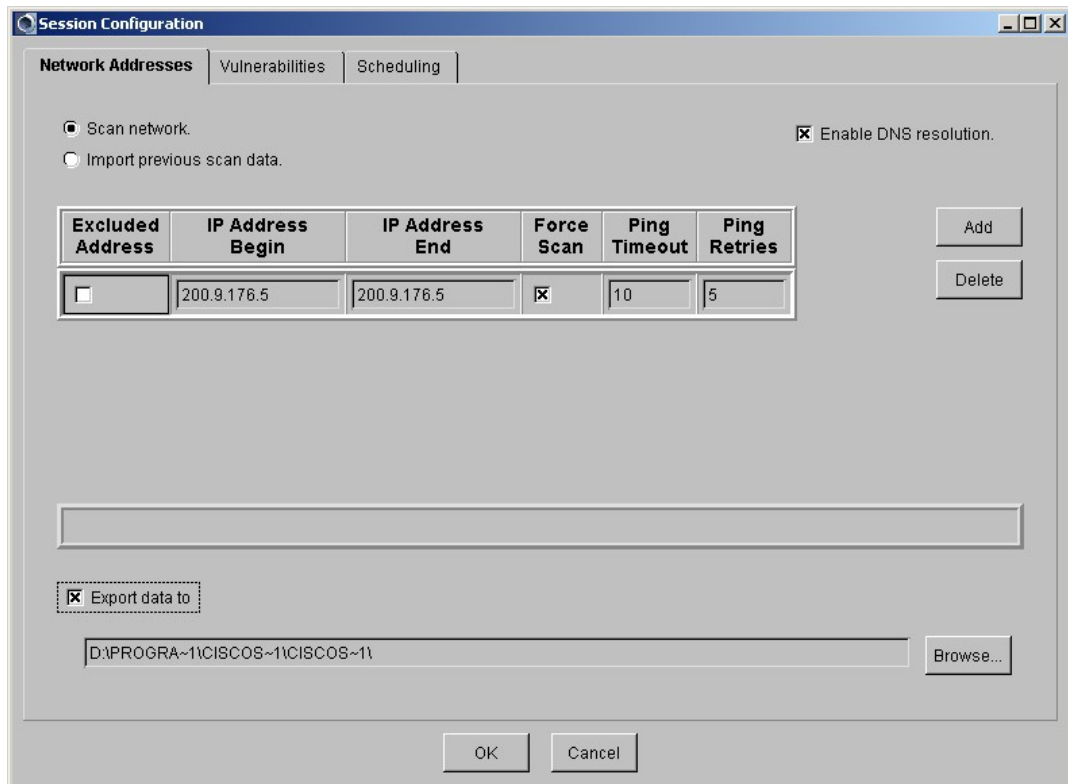 Session Configuration
Network Addresses Vulnerabilities Scheduling
Scan network.
Enable DNS resolution.
Import previous scan data.
Excluded Address IP Address Begin IP Address End Force Scan Ping Timeout Ping Retries
Add
200.9.176.5 200.9.176.5 10 5
Delete
Export data to
D:\PROGRA~1\CISCOS~1\CISCOS~1\
Browse...
OK Cancel